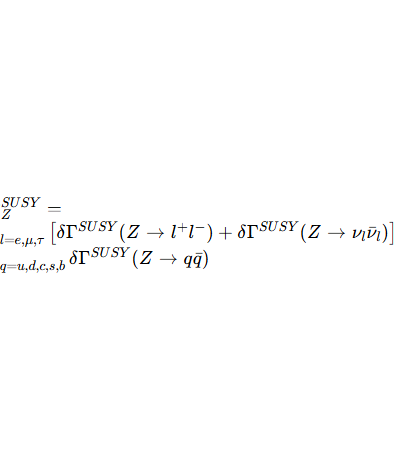 ^{SUSY}_{Z} =
_{l=e,μ,τ} [δΓ^{SUSY}(Z → l^+l^-) + δΓ^{SUSY}(Z → ν_l ν̄_l)]
_{q=u,d,c,s,b} δΓ^{SUSY}(Z → q q̄)